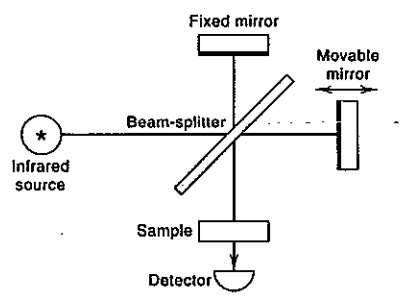 Fixed mirror
Movable
mirror
Beam-splitter
Infrared
source
Sample
Detector